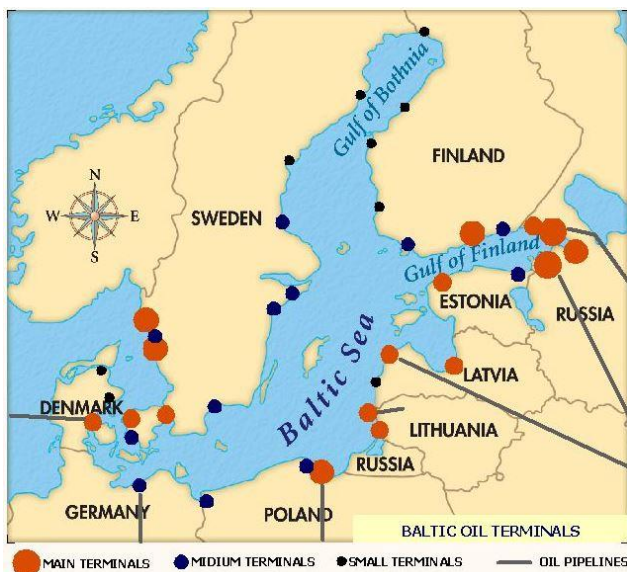 Gulf of Bothnia
FINLAND
N
W E
S
SWEDEN
Gulf of Finland
ESTONIA
RUSSIA
Baltic Sea
LATVIA
DENMARK
LITHUANIA
RUSSIA
GERMANY
POLAND
BALTIC OIL TERMINALS
MAIN TERMINALS MIDIUM TERMINALS SMALL TERMINALS OIL PIPELINES